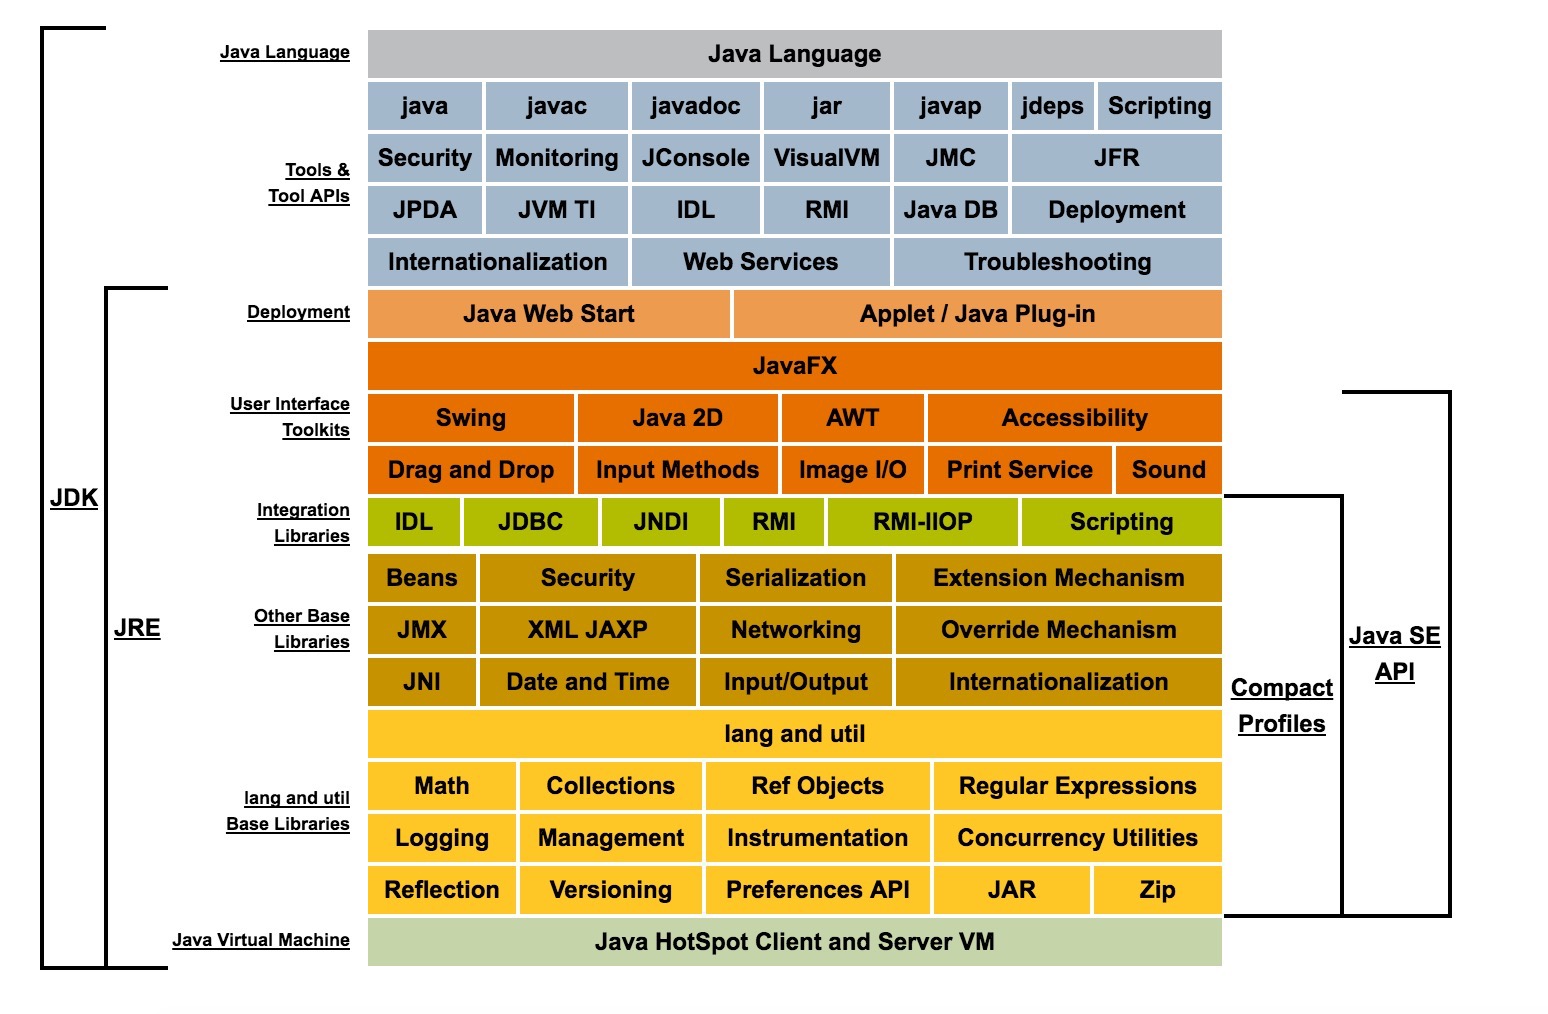 Java Language
Java Language
java javac javadoc jar javap jdeps Scripting
Tools &
Tool APIs
Security Monitoring JConsole VisualVM JMC JFR
JPDA JVM TI IDL RMI Java DB Deployment
Internationalization Web Services Troubleshooting
Deployment
Java Web Start Applet / Java Plug-in
JavaFX
User Interface
Toolkits
Swing Java 2D AWT Accessibility
Drag and Drop Input Methods Image I/O Print Service Sound
JDK
Integration
Libraries
IDL JDBC JNDI RMI RMI-IIOP Scripting
Beans Security Serialization Extension Mechanism
JRE
Other Base
Libraries
JMX XML JAXP Networking Override Mechanism
Java SE
API
JNI Date and Time Input/Output Internationalization
Compact
Profiles
lang and util
lang and util
Base Libraries
Math Collections Ref Objects Regular Expressions
Logging Management Instrumentation Concurrency Utilities
Reflection Versioning Preferences API JAR Zip
Java Virtual Machine
Java HotSpot Client and Server VM